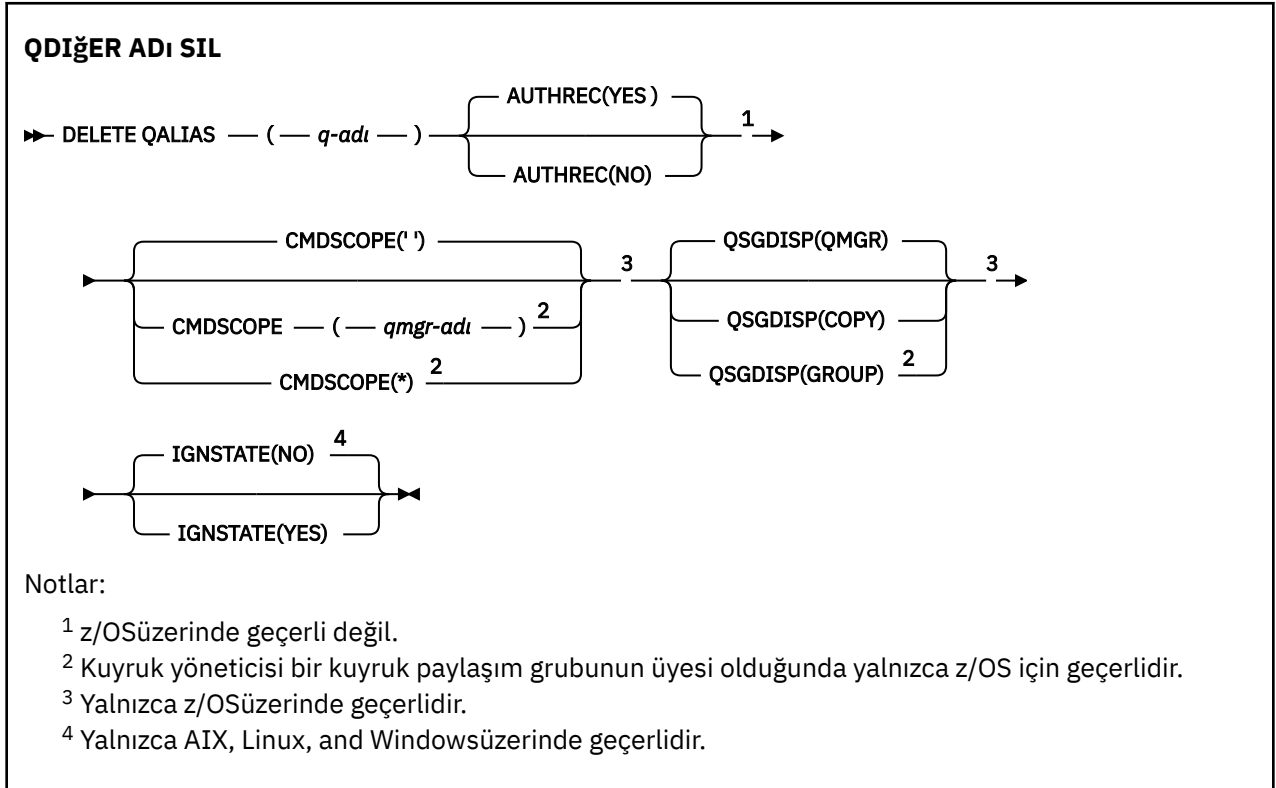 QDIğER ADı SIL
AUTHREC(YES )
DELETE QALIAS ( q-adı ) 1
AUTHREC(NO)
CMDSCOPE(' ') QSGDISP(QMGR)
3 3
CMDSCOPE ( qmgr-adı ) 2 QSGDISP(COPY)
CMDSCOPE(*) 2 QSGDISP(GROUP) 2
IGNSTATE(NO) 4
IGNSTATE(YES)
Notlar:
1 z/OSüzerinde geçerli değil.
2 Kuyruk yöneticisi bir kuyruk paylaşım grubunun üyesi olduğunda yalnızca z/OS için geçerlidir.
3 Yalnızca z/OSüzerinde geçerlidir.
4 Yalnızca AIX, Linux, and Windowsüzerinde geçerlidir.